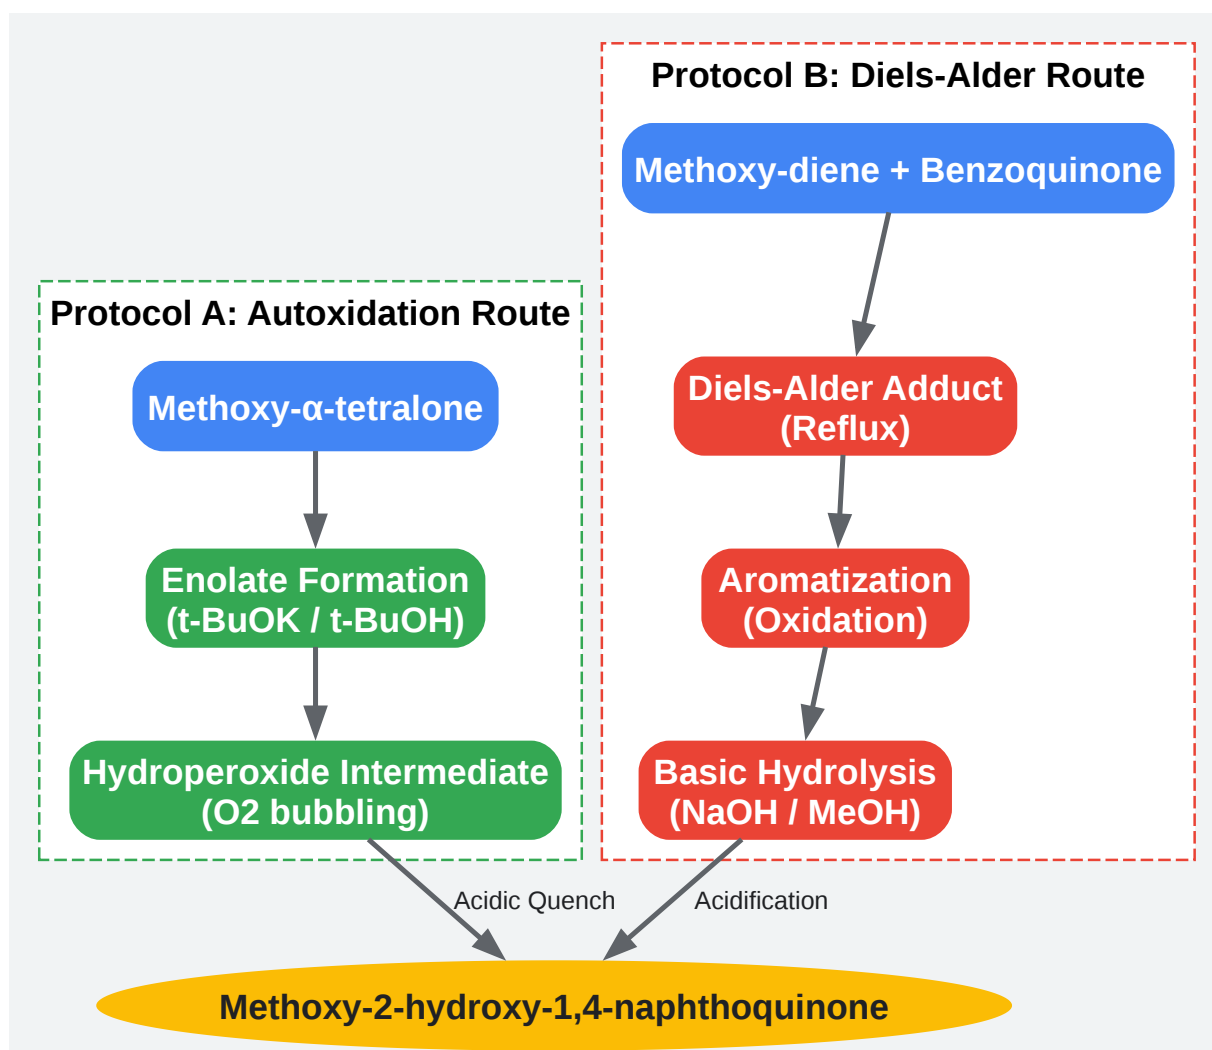 Protocol B: Diels-Alder Route
Methoxy-diene + Benzoquinone
Diels-Alder Adduct
(Reflux)
Aromatization
(Oxidation)
Basic Hydrolysis
(NaOH / MeOH)
Protocol A: Autoxidation Route
Methoxy-α-tetralone
Enolate Formation
(t-BuOK / t-BuOH)
Hydroperoxide Intermediate
(O2 bubbling)
Acidic Quench
Acidification
Methoxy-2-hydroxy-1,4-naphthoquinone